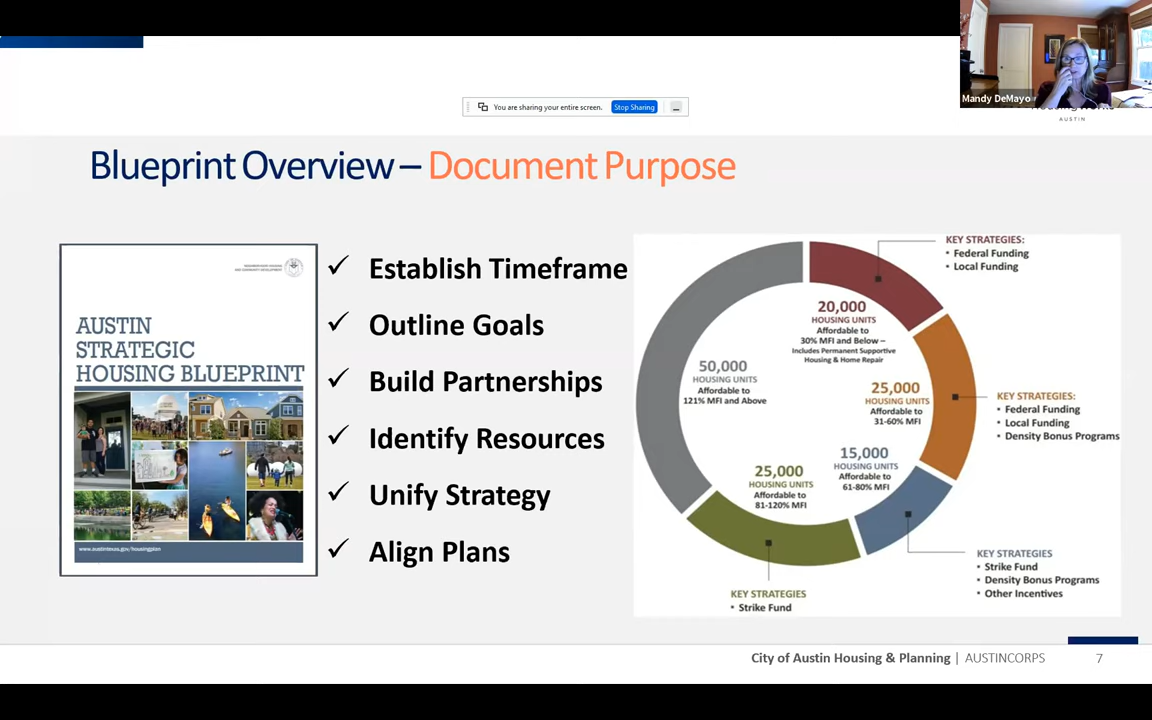 Mandy DeMayo
You are sharing your entire screen.
Stop Sharing
AUSTIN
Blueprint Overview – Document Purpose
AUSTIN
STRATEGIC
HOUSING BLUEPRINT
www.austintexas.gov/housingplan
✓ Establish Timeframe
✓ Outline Goals
✓ Build Partnerships
✓ Identify Resources
✓ Unify Strategy
✓ Align Plans
KEY STRATEGIES:
• Federal Funding
• Local Funding
20,000
HOUSING UNITS
Affordable to
30% MFI and Below –
Includes Permanent Supportive
Housing & Home Repair
50,000
HOUSING UNITS
Affordable to
121% MFI and Above
25,000
HOUSING UNITS
Affordable to
31-60% MFI
KEY STRATEGIES:
• Federal Funding
• Local Funding
• Density Bonus Programs
15,000
HOUSING UNITS
Affordable to
61-80% MFI
25,000
HOUSING UNITS
Affordable to
81-120% MFI
KEY STRATEGIES
• Strike Fund
• Density Bonus Programs
• Other Incentives
KEY STRATEGIES
• Strike Fund
City of Austin Housing & Planning | AUSTINCORPS
7